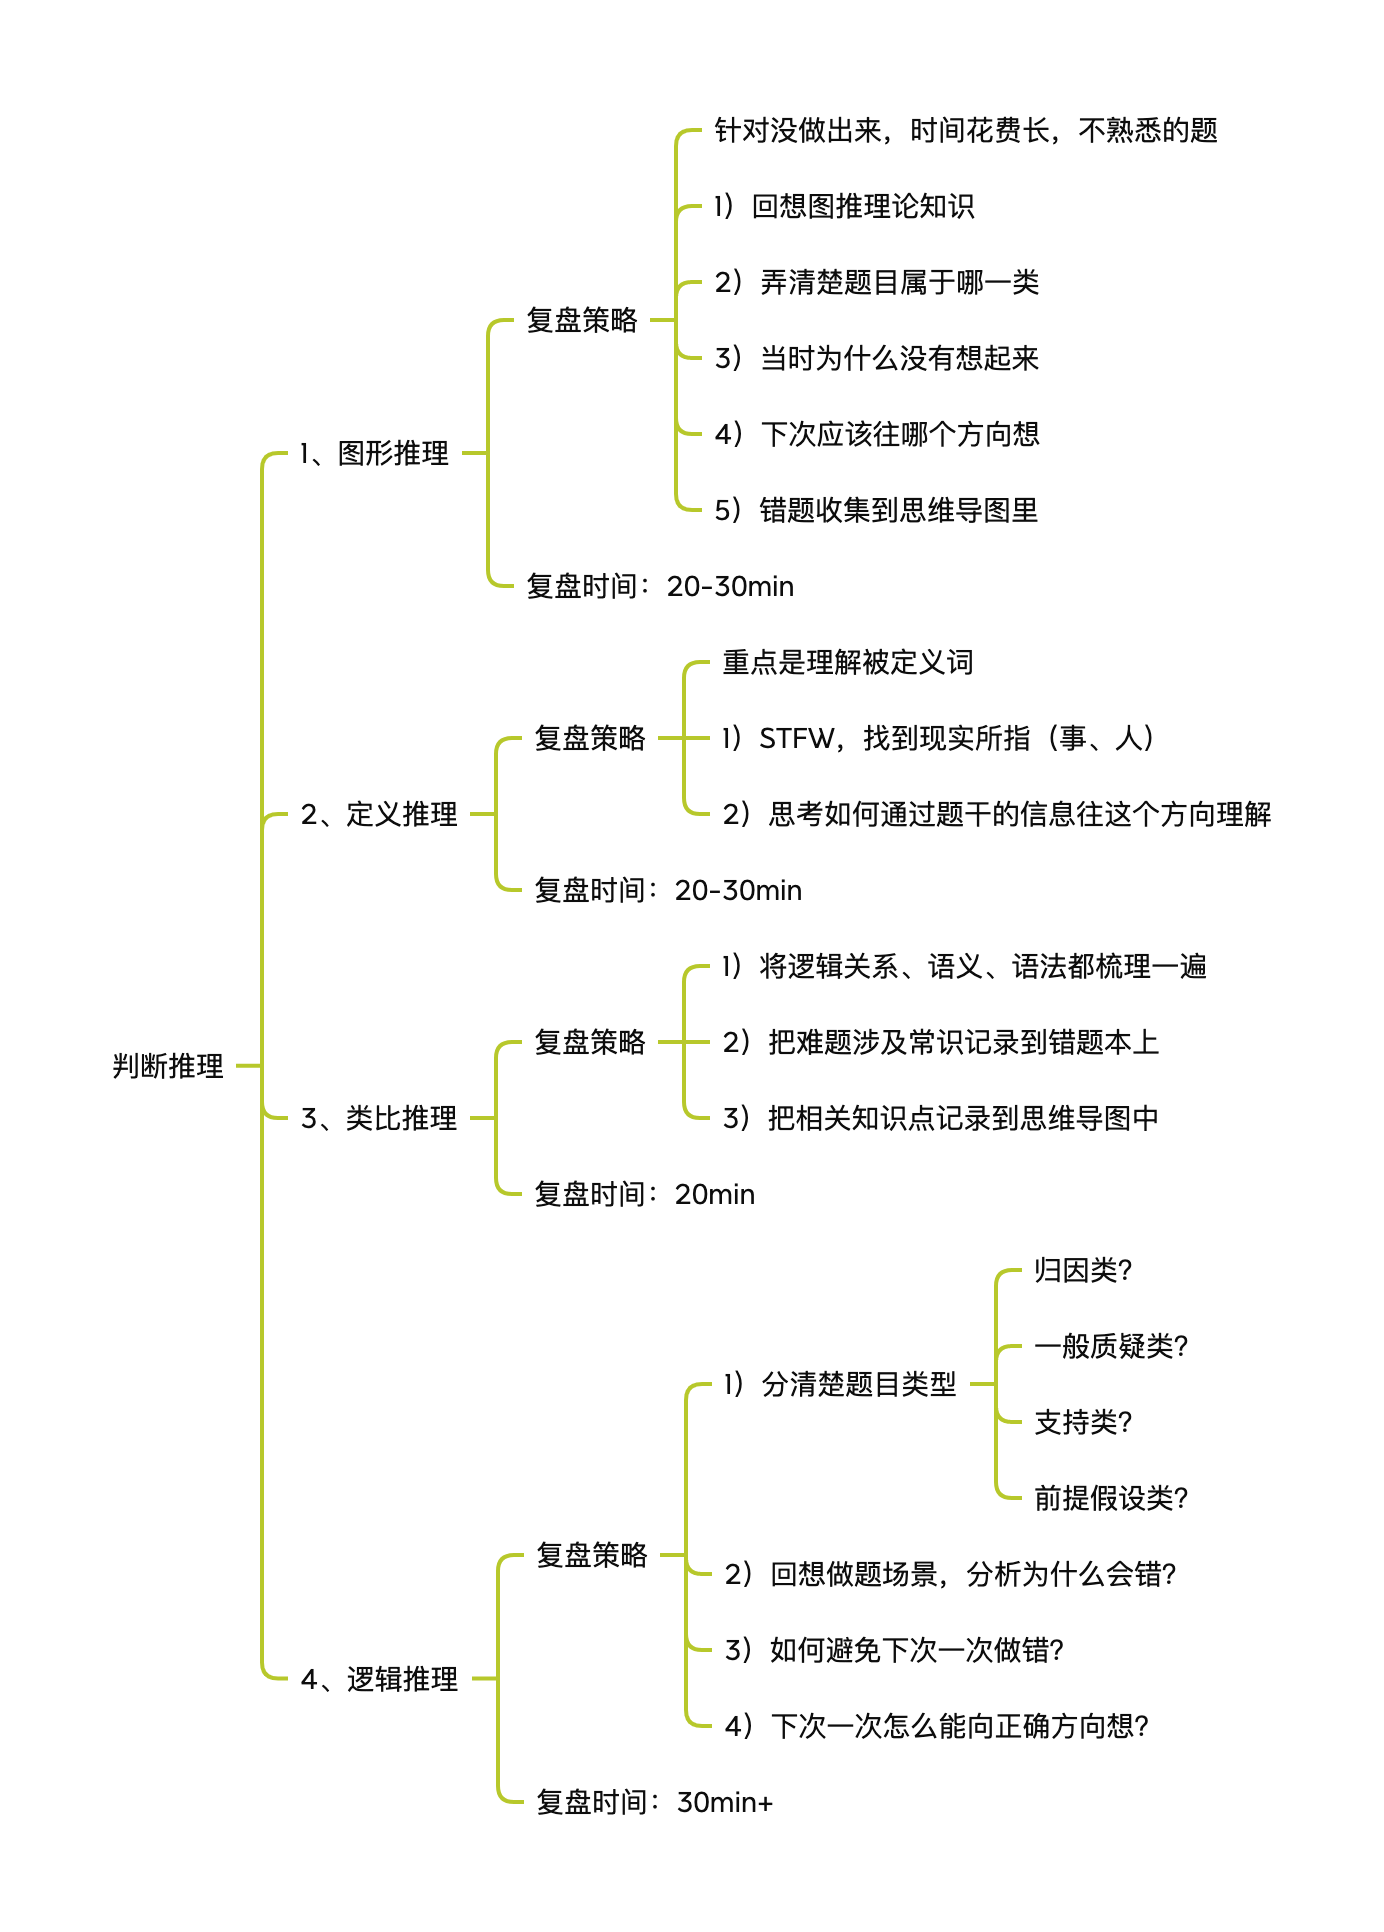 判断推理
1、图形推理
复盘策略
针对没做出来，时间花费长，不熟悉的题
1）回想图推理论知识
2）弄清楚题目属于哪一类
3）当时为什么没有想起来
4）下次应该往哪个方向想
5）错题收集到思维导图里
复盘时间：20-30min
2、定义推理
复盘策略
重点是理解被定义词
1）STFW，找到现实所指（事、人）
2）思考如何通过题干的信息往这个方向理解
复盘时间：20-30min
3、类比推理
复盘策略
1）将逻辑关系、语义、语法都梳理一遍
2）把难题涉及常识记录到错题本上
3）把相关知识点记录到思维导图中
复盘时间：20min
4、逻辑推理
复盘策略
1）分清楚题目类型
归因类?
一般质疑类?
支持类?
前提假设类?
2）回想做题场景，分析为什么会错?
3）如何避免下次一次做错?
4）下次一次怎么能向正确方向想?
复盘时间：30min+